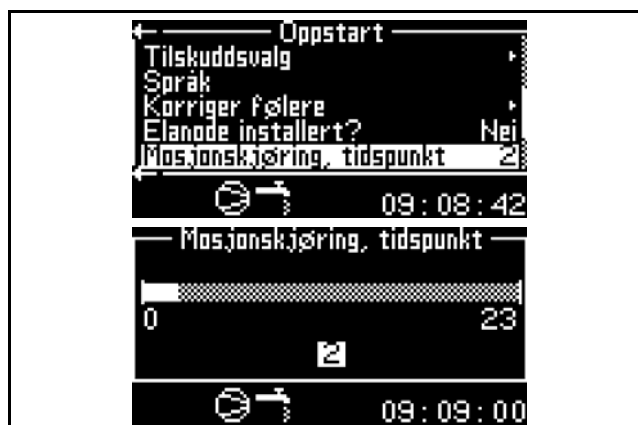 Oppstart
Tilskuddsvalg
Språk
Korriger følere
Elanode installert? Nei
Mosjonskjøring, tidspunkt 2
09:08:42
Mosjonskjøring, tidspunkt
0 23
2
09:09:00